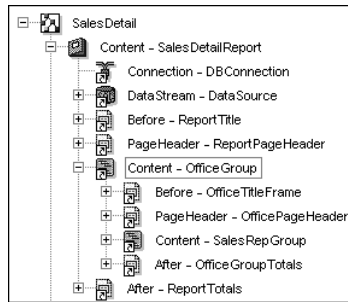 SalesDetail
Content - SalesDetailReport
Connection - DBConnection
DataStream - DataSource
Before - ReportTitle
PageHeader - ReportPageHeader
Content - OfficeGroup
Before - OfficeTitleFrame
PageHeader - OfficePageHeader
Content - SalesRepGroup
After - OfficeGroupTotals
After - ReportTotals